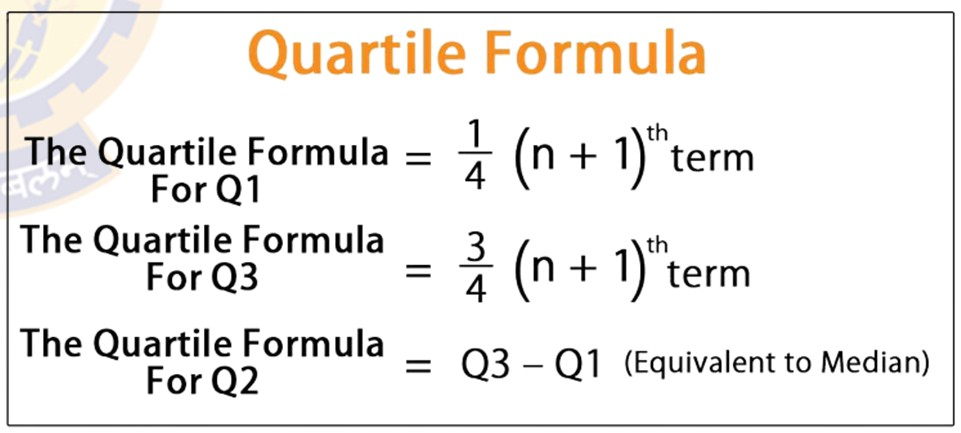 Quartile Formula
The Quartile Formula For Q1 = 1/4 (n + 1)^th term
The Quartile Formula For Q3 = 3/4 (n + 1)^th term
The Quartile Formula For Q2 = Q3 – Q1 (Equivalent to Median)